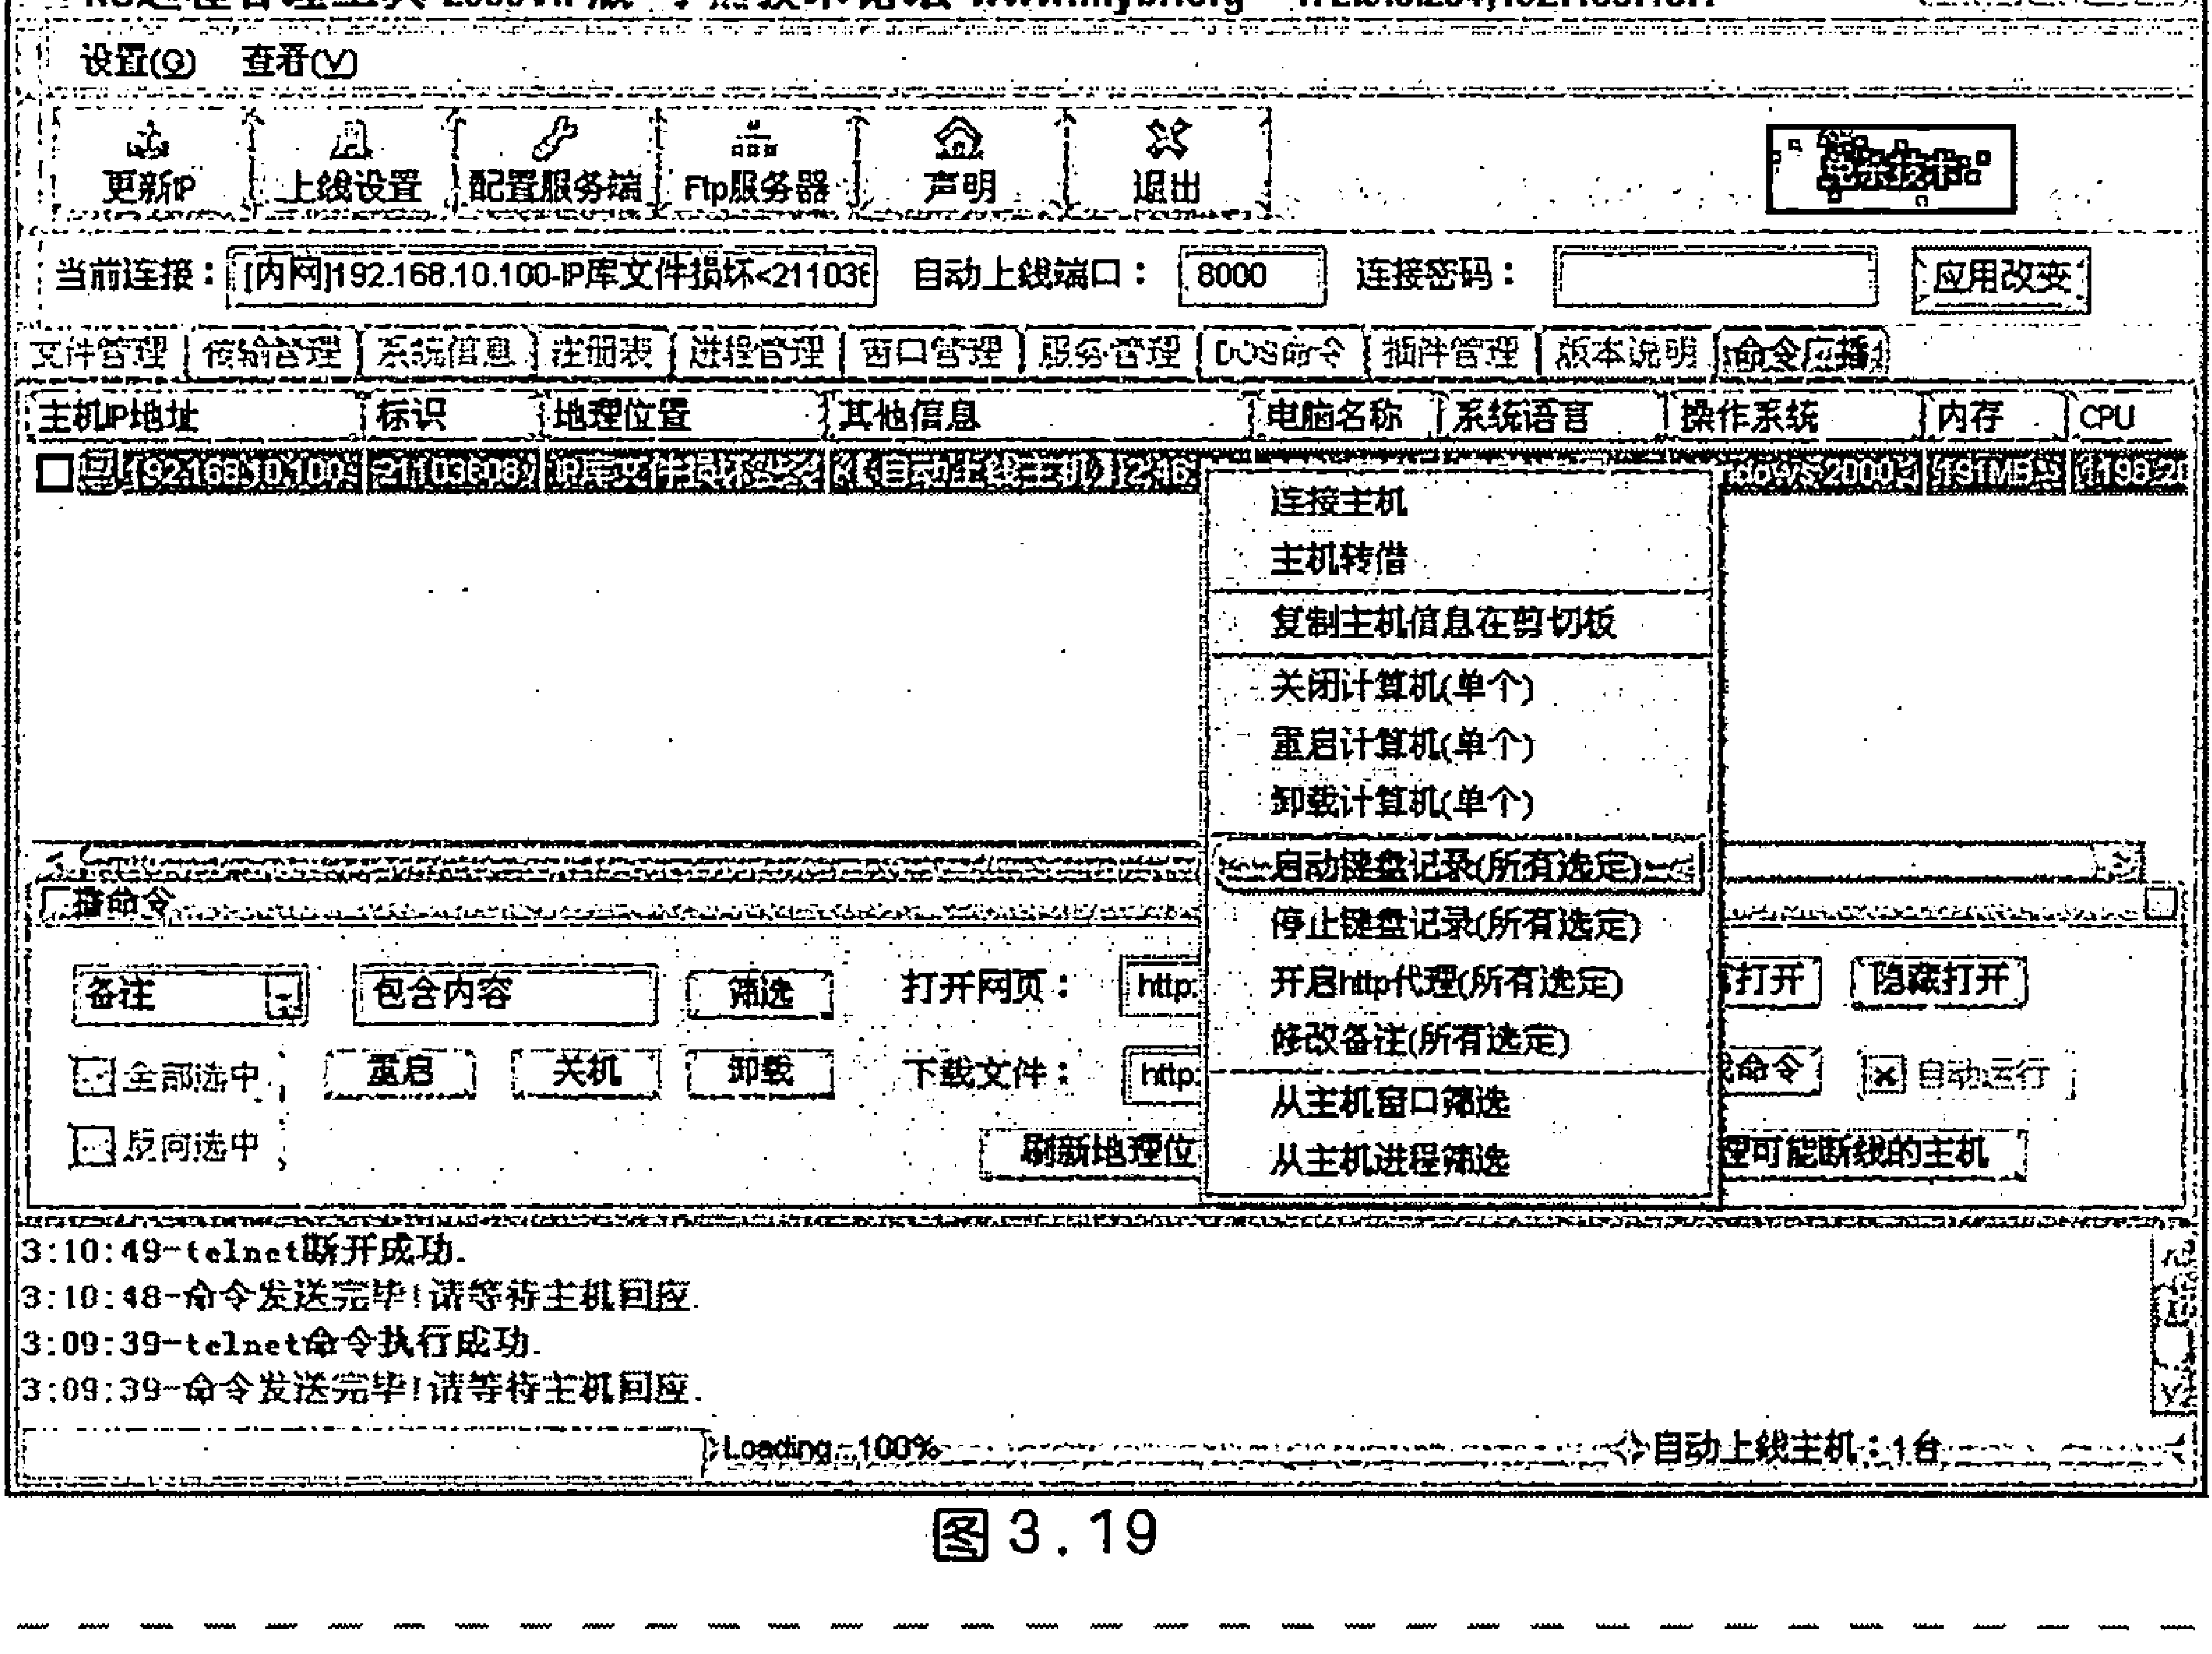 设置(O) 查看(V)
更新IP 上线设置 配置服务端 Ftp服务器 声明 退出
当前连接： [内网]192.168.10.100-IP库文件损坏<211036 自动上线端口： 8000 连接密码： 应用改变
文件管理 传输管理 系统信息 注册表 进程管理 窗口管理 服务管理 DOS命令 插件管理 版本说明 命令广播
主机IP地址 标识 地理位置 其他信息 电脑名称 系统语言 操作系统 内存 CPU
192.168.10.100 IP库文件损坏 自动上线主机 2000 191MB
连接主机
主机转借
复制主机信息在剪切板
关闭计算机(单个)
重启计算机(单个)
卸载计算机(单个)
启动键盘记录(所有选定)
停止键盘记录(所有选定)
开启http代理(所有选定)
修改备注(所有选定)
从主机窗口筛选
从主机进程筛选
广播命令
备注 包含内容 筛选 打开网页： http: 打开 隐藏打开
全部选中 重启 关机 卸载 下载文件： http: 命令 自动运行
反向选中 刷新地理位 理可能断线的主机
3:10:49-telnet断开成功.
3:10:48-命令发送完毕!请等待主机回应.
3:09:39-telnet命令执行成功.
3:09:39-命令发送完毕!请等待主机回应.
Loading...100% 自动上线主机：1台
图3.19